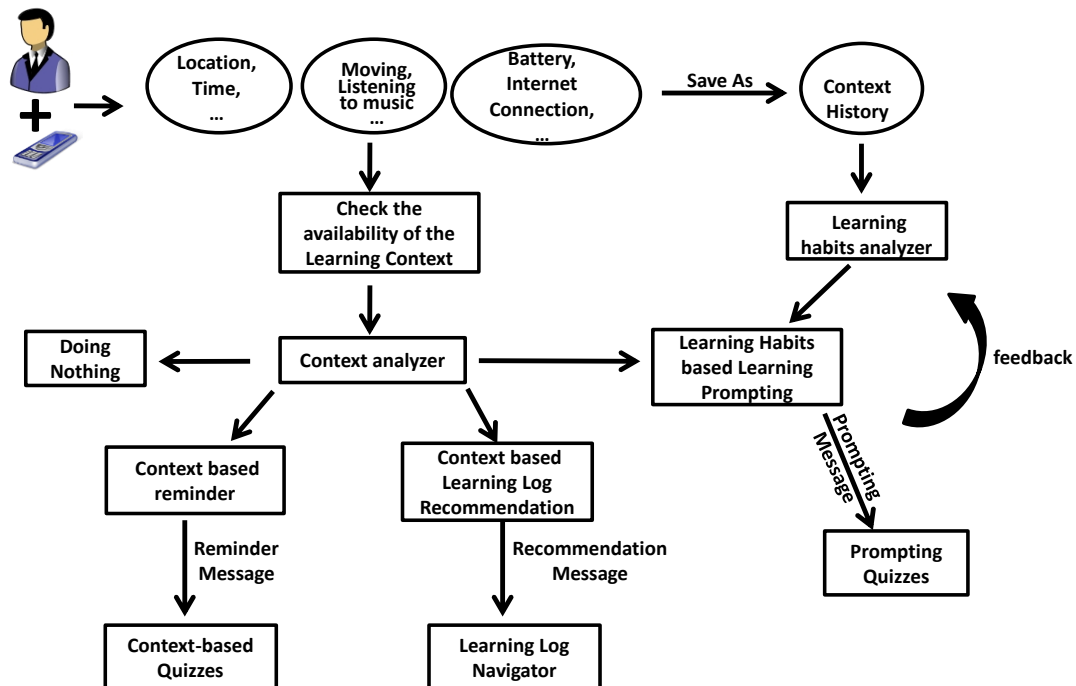 Location,
Time,
...
Moving,
Listening
to music
...
Battery,
Internet
Connection,
...
Save As
Context
History
Check the
availability of the
Learning Context
Learning
habits analyzer
Doing
Nothing
Context analyzer
Learning Habits
based Learning
Prompting
feedback
Context based
reminder
Context based
Learning Log
Recommendation
Prompting
Message
Reminder
Message
Recommendation
Message
Prompting
Quizzes
Context-based
Quizzes
Learning Log
Navigator